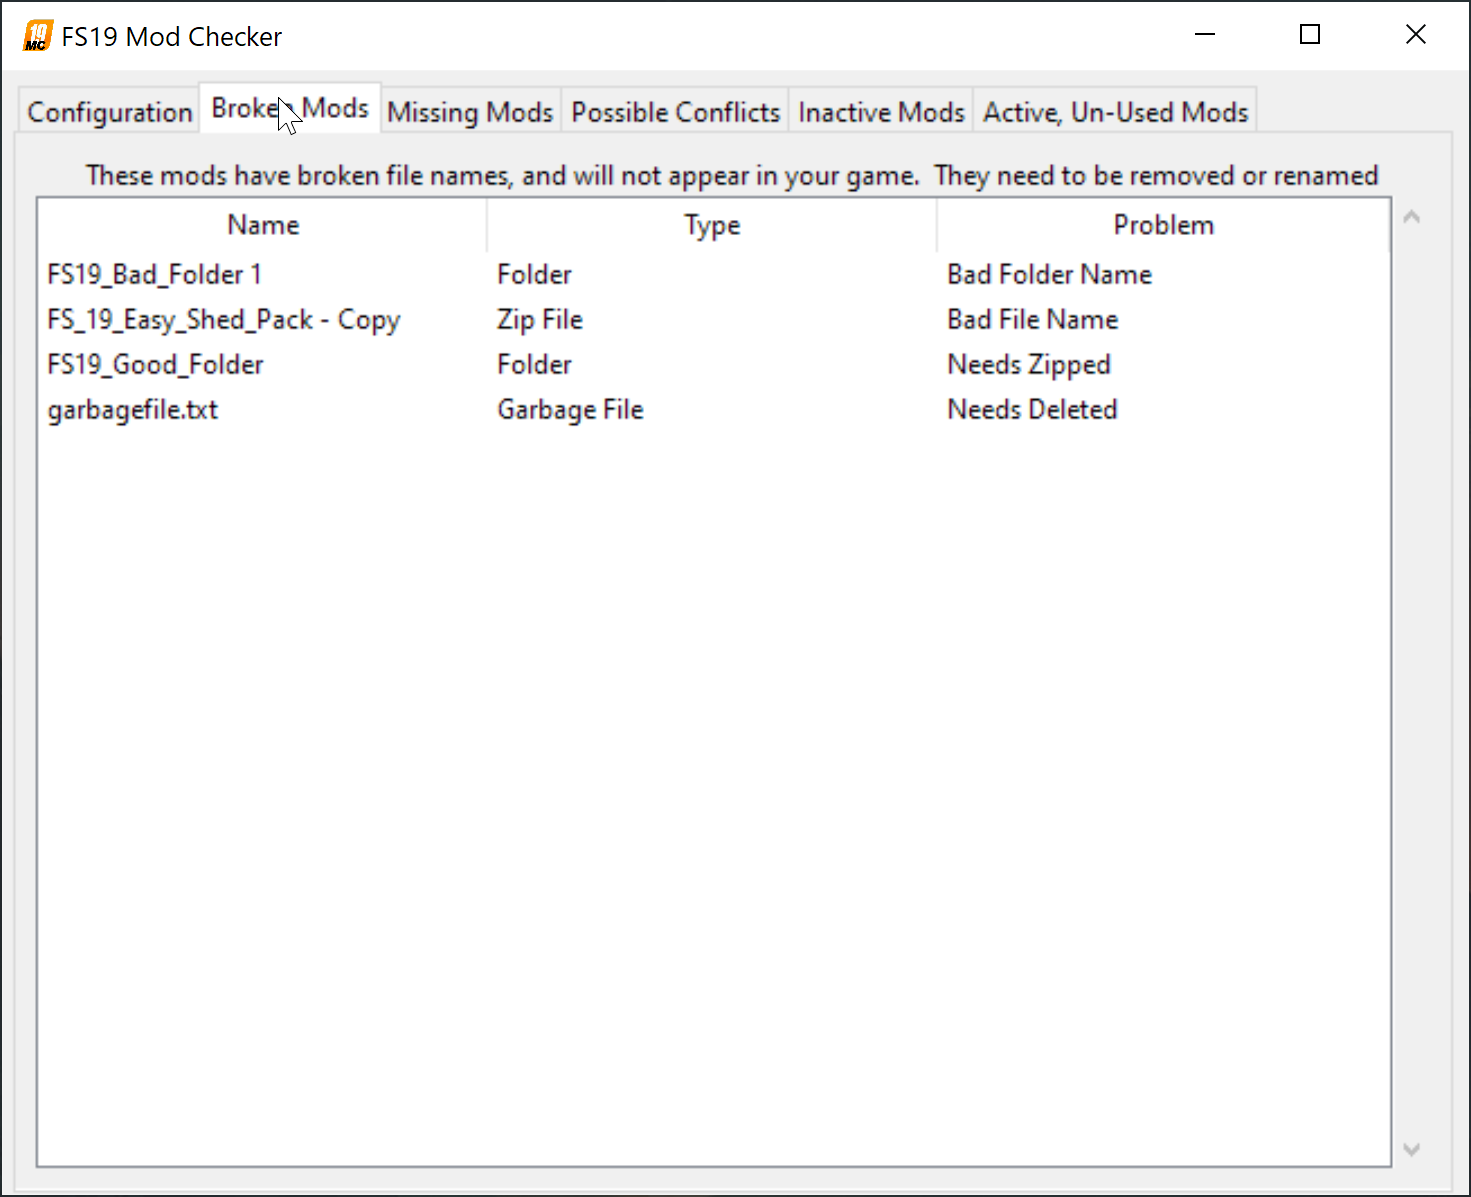 19
MC
FS19 Mod Checker
Configuration Broken Mods Missing Mods Possible Conflicts Inactive Mods Active, Un-Used Mods
These mods have broken file names, and will not appear in your game.  They need to be removed or renamed
Name Type Problem
FS19_Bad_Folder 1 Folder Bad Folder Name
FS_19_Easy_Shed_Pack - Copy Zip File Bad File Name
FS19_Good_Folder Folder Needs Zipped
garbagefile.txt Garbage File Needs Deleted